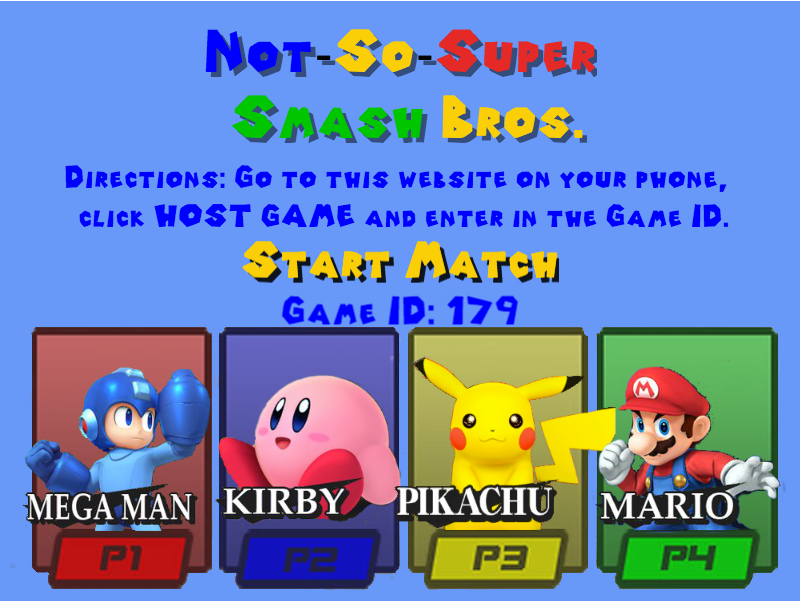 Not-So-Super
Smash Bros.
Directions: Go to this website on your phone,
click HOST GAME and enter in the Game ID.
Start Match
Game ID: 179
M
MEGA MAN KIRBY PIKACHU MARIO
P1 P2 P3 P4